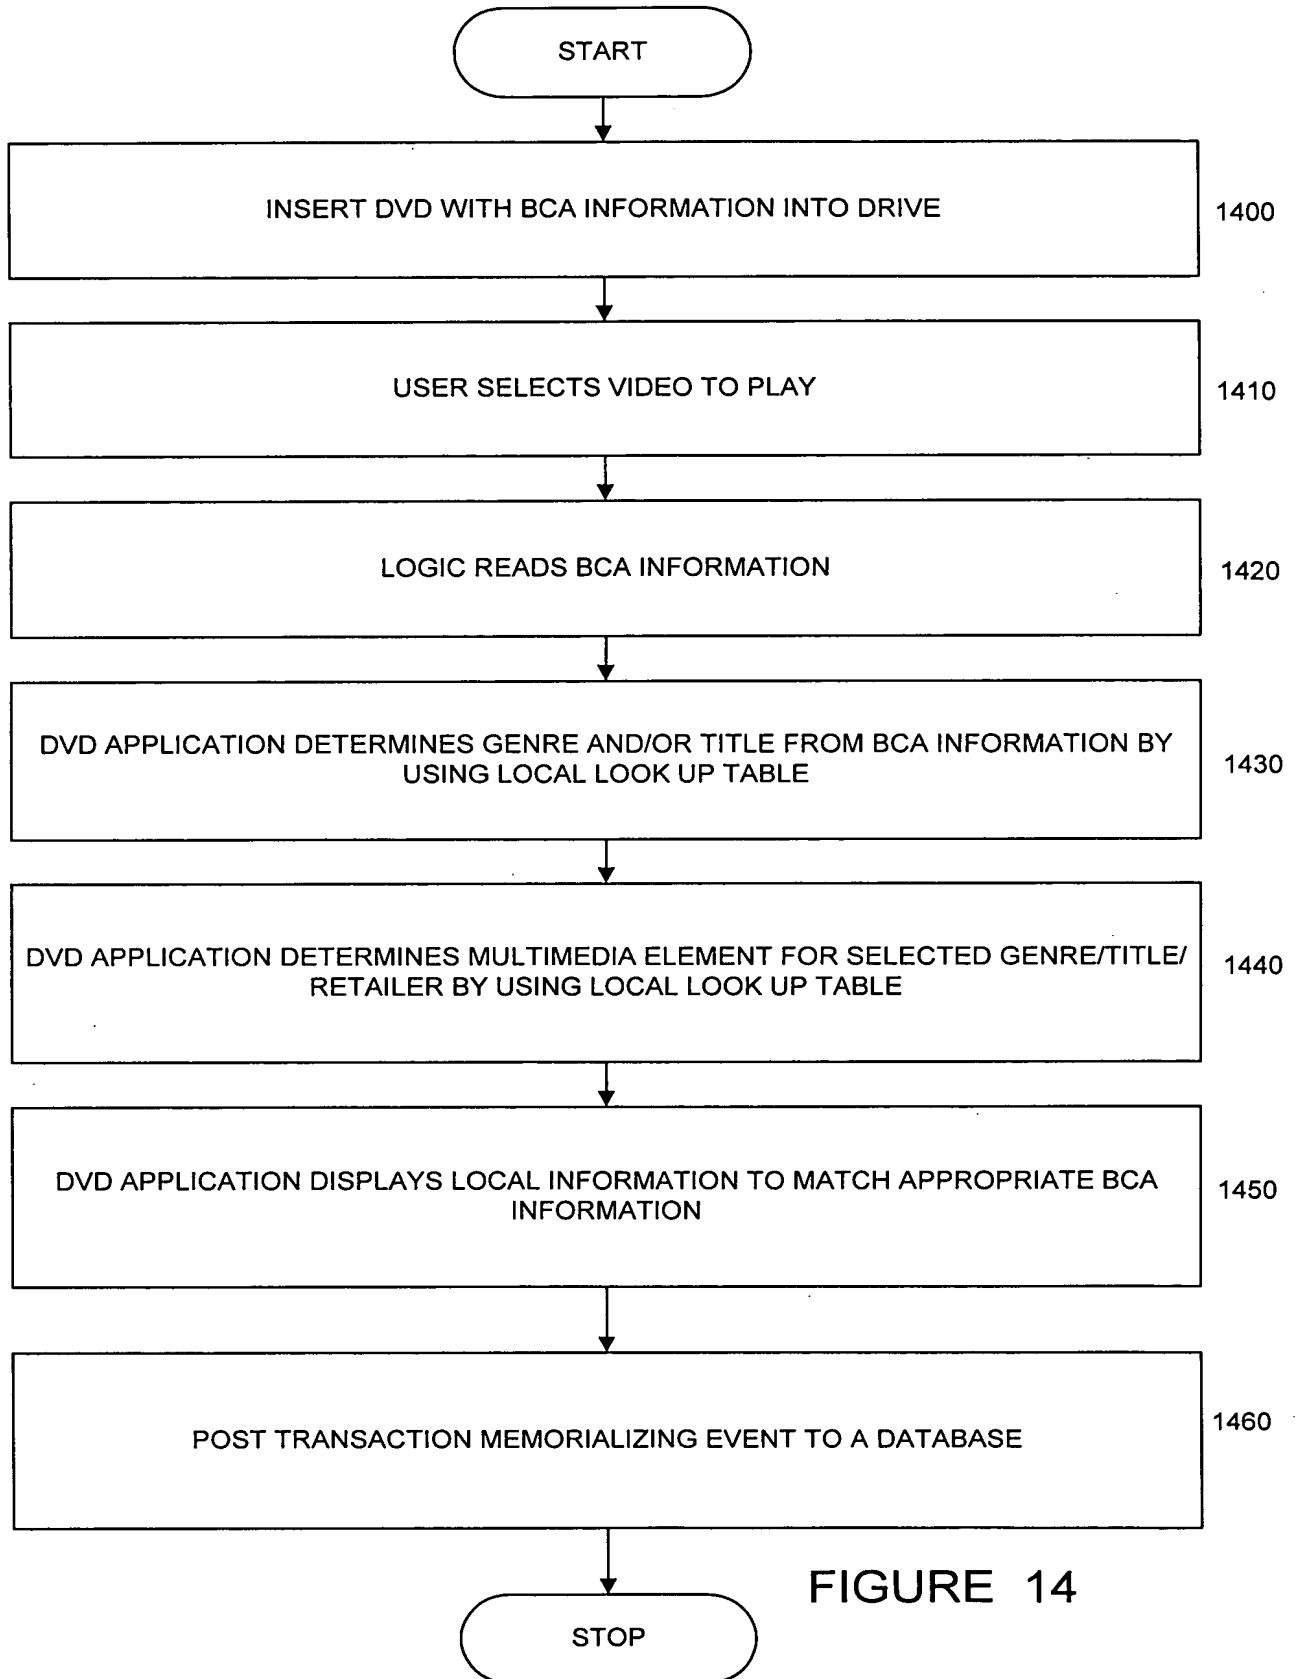 START
INSERT DVD WITH BCA INFORMATION INTO DRIVE
1400
USER SELECTS VIDEO TO PLAY
1410
LOGIC READS BCA INFORMATION
1420
DVD APPLICATION DETERMINES GENRE AND/OR TITLE FROM BCA INFORMATION BY
USING LOCAL LOOK UP TABLE
1430
DVD APPLICATION DETERMINES MULTIMEDIA ELEMENT FOR SELECTED GENRE/TITLE/
RETAILER BY USING LOCAL LOOK UP TABLE
1440
DVD APPLICATION DISPLAYS LOCAL INFORMATION TO MATCH APPROPRIATE BCA
INFORMATION
1450
POST TRANSACTION MEMORIALIZING EVENT TO A DATABASE
1460
FIGURE 14
STOP